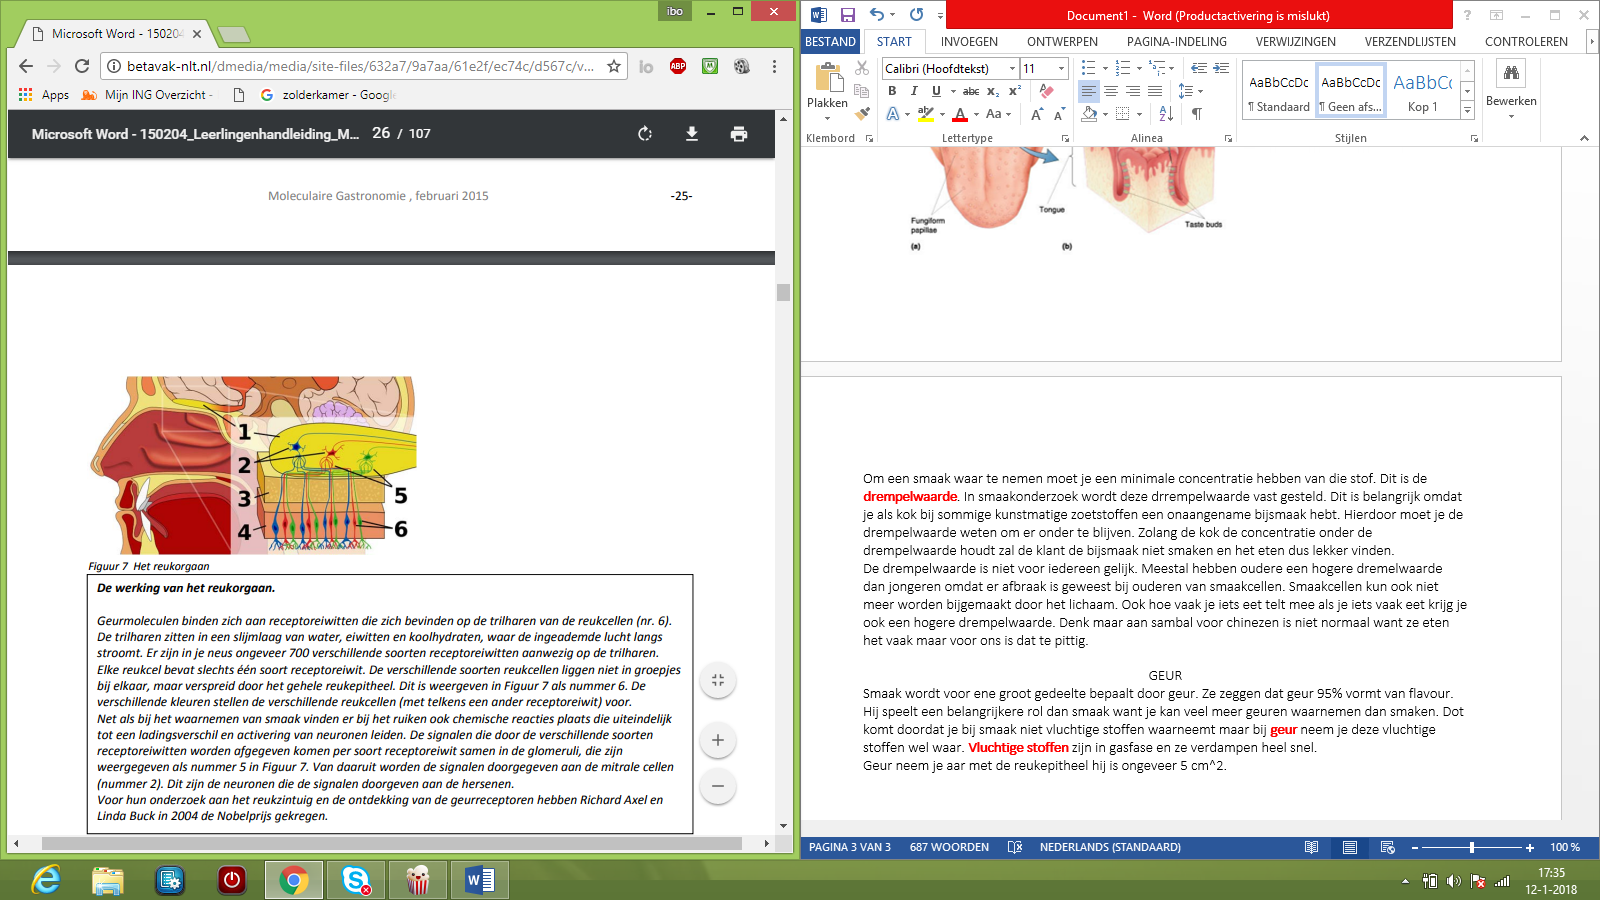 ibo
Microsoft Word - 150204
betavak-nlt.nl/dmedia/media/site-files/632a7/9a7aa/61e2f/ec74c/d567c/v...
Apps
Mijn ING Overzicht -
zolderkamer - Google
Microsoft Word - 150204_Leerlingenhandleiding_M...
26 / 107
Moleculaire Gastronomie , februari 2015
-25-
1
2
3
4
5
6
Figuur 7 Het reukorgaan
De werking van het reukorgaan.
Geurmoleculen binden zich aan receptoreiwitten die zich bevinden op de trilharen van de reukcellen (nr. 6).
De trilharen zitten in een slijmlaag van water, eiwitten en koolhydraten, waar de ingeademde lucht langs
stroomt. Er zijn in je neus ongeveer 700 verschillende soorten receptoreiwitten aanwezig op de trilharen.
Elke reukcel bevat slechts één soort receptoreiwit. De verschillende soorten reukcellen liggen niet in groepjes
bij elkaar, maar verspreid door het gehele reukepitheel. Dit is weergeven in Figuur 7 als nummer 6. De
verschillende kleuren stellen de verschillende reukcellen (met telkens een ander receptoreiwit) voor.
Net als bij het waarnemen van smaak vinden er bij het ruiken ook chemische reacties plaats die uiteindelijk
tot een ladingsverschil en activering van neuronen leiden. De signalen die door de verschillende soorten
receptoreiwitten worden afgegeven komen per soort receptoreiwit samen in de glomeruli, die zijn
weergegeven als nummer 5 in Figuur 7. Van daaruit worden de signalen doorgegeven aan de mitrale cellen
(nummer 2). Dit zijn de neuronen die de signalen doorgeven aan de hersenen.
Voor hun onderzoek aan het reukzintuig en de ontdekking van de geurreceptoren hebben Richard Axel en
Linda Buck in 2004 de Nobelprijs gekregen.
Document1 - Word (Productactivering is mislukt)
BESTAND START INVOEGEN ONTWERPEN PAGINA-INDELING VERWIJZINGEN VERZENDLIJSTEN CONTROLEREN
Plakken
Calibri (Hoofdtekst) 11
B I U abc x₂ x²
A ab A Aa A A
AaBbCcDc AaBbCcDc AaBbCc
¶ Standaard ¶ Geen afs... Kop 1
Bewerken
Klembord Lettertype Alinea Stijlen
Fungiform
papillae
Tongue
Taste buds
(a)
(b)
Om een smaak waar te nemen moet je een minimale concentratie hebben van die stof. Dit is de
drempelwaarde. In smaakonderzoek wordt deze drrempelwaarde vast gesteld. Dit is belangrijk omdat
je als kok bij sommige kunstmatige zoetstoffen een onaangename bijsmaak hebt. Hierdoor moet je de
drempelwaarde weten om er onder te blijven. Zolang de kok de concentratie onder de
drempelwaarde houdt zal de klant de bijsmaak niet smaken en het eten dus lekker vinden.
De drempelwaarde is niet voor iedereen gelijk. Meestal hebben oudere een hogere dremelwaarde
dan jongeren omdat er afbraak is geweest bij ouderen van smaakcellen. Smaakcellen kun ook niet
meer worden bijgemaakt door het lichaam. Ook hoe vaak je iets eet telt mee als je iets vaak eet krijg je
ook een hogere drempelwaarde. Denk maar aan sambal voor chinezen is niet normaal want ze eten
het vaak maar voor ons is dat te pittig.
GEUR
Smaak wordt voor ene groot gedeelte bepaalt door geur. Ze zeggen dat geur 95% vormt van flavour.
Hij speelt een belangrijkere rol dan smaak want je kan veel meer geuren waarnemen dan smaken. Dot
komt doordat je bij smaak niet vluchtige stoffen waarneemt maar bij geur neem je deze vluchtige
stoffen wel waar. Vluchtige stoffen zijn in gasfase en ze verdampen heel snel.
Geur neem je aar met de reukepitheel hij is ongeveer 5 cm^2.
PAGINA 3 VAN 3 687 WOORDEN NEDERLANDS (STANDAARD) 100 %
17:35
12-1-2018